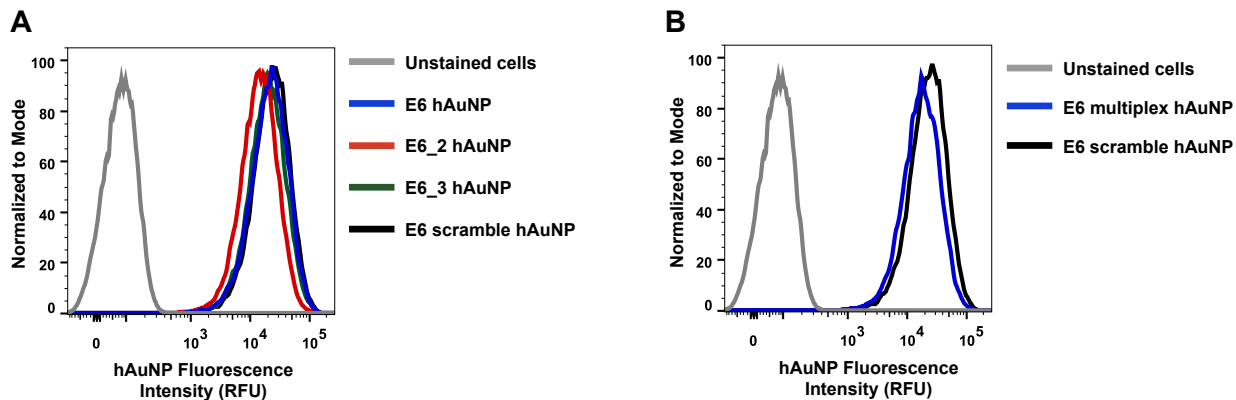 A
Normalized to Mode
100
80
60
40
20
0
0
10³
10⁴
10⁵
hAuNP Fluorescence
Intensity (RFU)
Unstained cells
E6 hAuNP
E6_2 hAuNP
E6_3 hAuNP
E6 scramble hAuNP
B
Normalized to Mode
100
80
60
40
20
0
0
10³
10⁴
10⁵
hAuNP Fluorescence
Intensity (RFU)
Unstained cells
E6 multiplex hAuNP
E6 scramble hAuNP